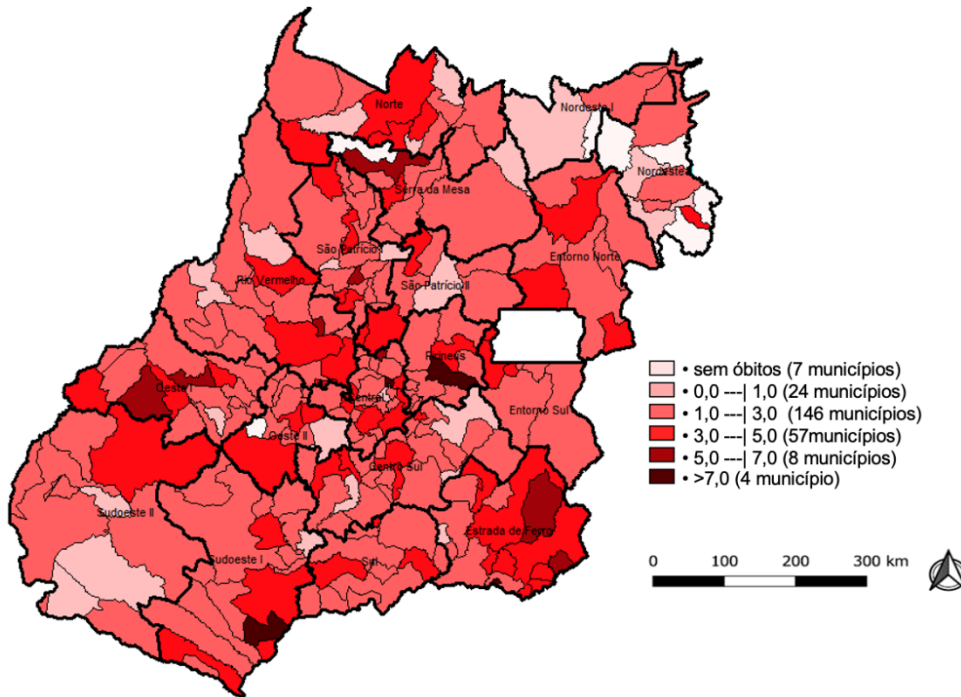 Norte
Nordeste I
Nordeste
Serra da Mesa
São Patrício I
Entorno Norte
Rio Vermelho
São Patrício II
Pirineus
Oeste I
Central
Entorno Sul
Oeste II
Centro Sul
Sudoeste II
Estrada de Ferro
Sudoeste I
Sul
• sem óbitos (7 municípios)
• 0,0 ---| 1,0 (24 municípios)
• 1,0 ---| 3,0 (146 municípios)
• 3,0 ---| 5,0 (57municípios)
• 5,0 ---| 7,0 (8 municípios)
• >7,0 (4 município)
0 100 200 300 km